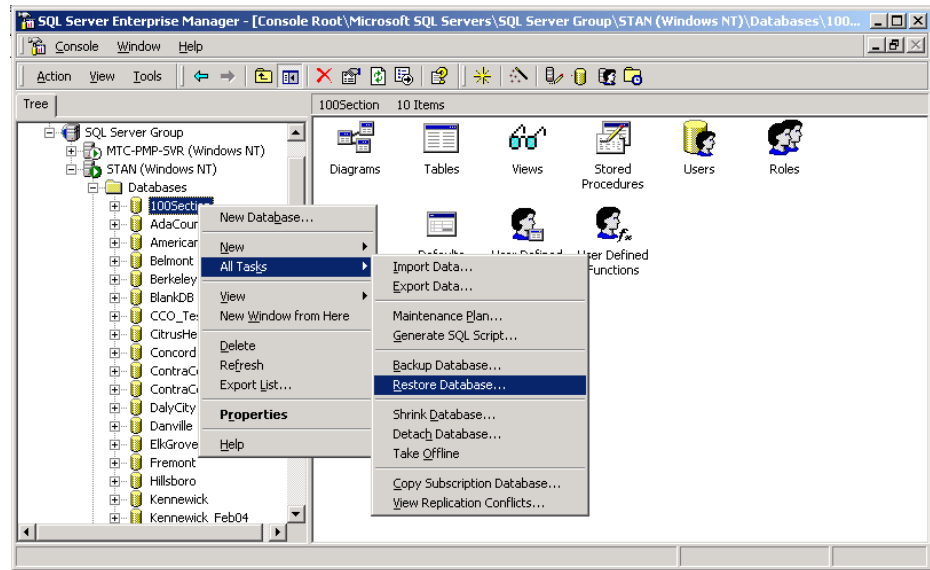 SQL Server Enterprise Manager - [Console Root\Microsoft SQL Servers\SQL Server Group\STAN (Windows NT)\Databases\100...
Console Window Help
Action View Tools
Tree
100Section 10 Items
SQL Server Group
MTC-PMP-SVR (Windows NT)
STAN (Windows NT)
Databases
100Secti
AdaCour
American
Belmont
Berkeley
BlankDB
CCO_Te
CitrusHe
Concord
ContraC
ContraC
DalyCity
Danville
ElkGrove
Fremont
Hillsboro
Kennewick
Kennewick_Feb04
Diagrams Tables Views Stored Procedures Users Roles
Defaults User Defined User Defined Functions
New Database...
New
All Tasks
View
New Window from Here
Delete
Refresh
Export List...
Properties
Help
Import Data...
Export Data...
Maintenance Plan...
Generate SQL Script...
Backup Database...
Restore Database...
Shrink Database...
Detach Database...
Take Offline
Copy Subscription Database...
View Replication Conflicts...